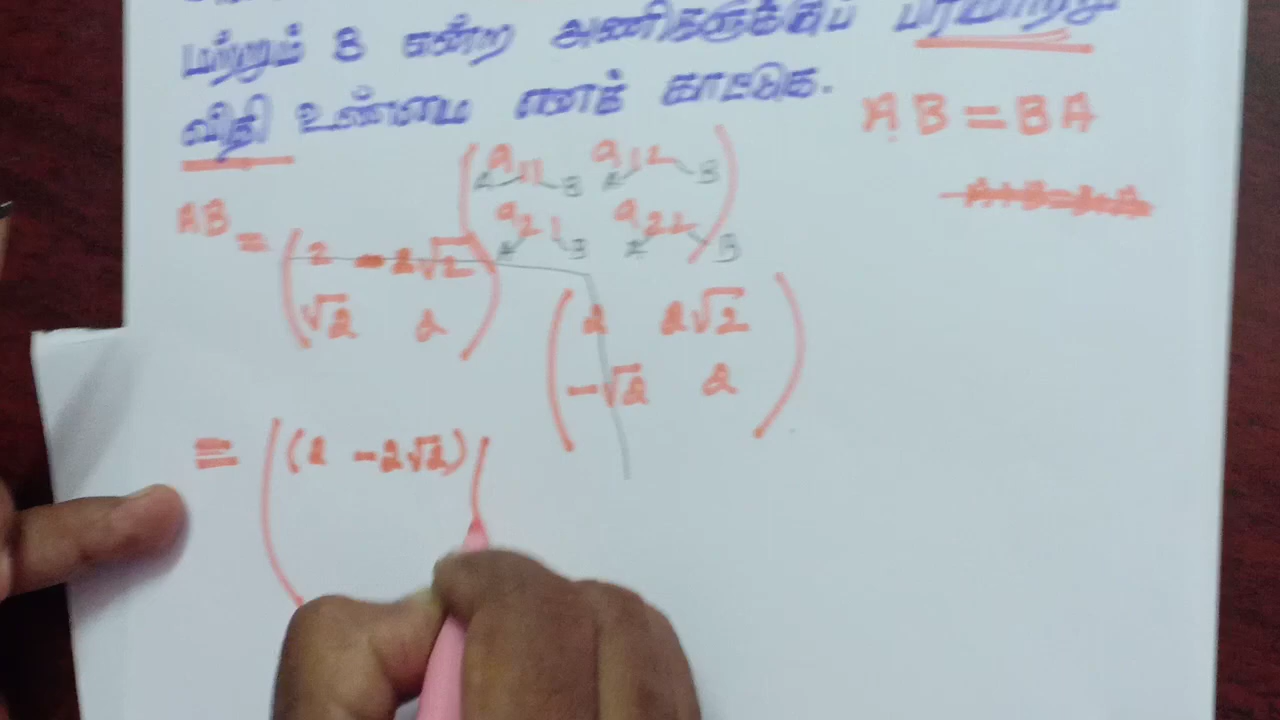 மற்றும் B என்ற அணிகளுக்குப் பரிமாற்று
விதி உண்மை எனக் காட்டுக.
AB = BA
a11 a12
A B A B
a21 a22
A B A B
AB = ( 2 -2√2
√2 2 )
( 2 2√2
-√2 2 )
= ( (2 -2√2) (